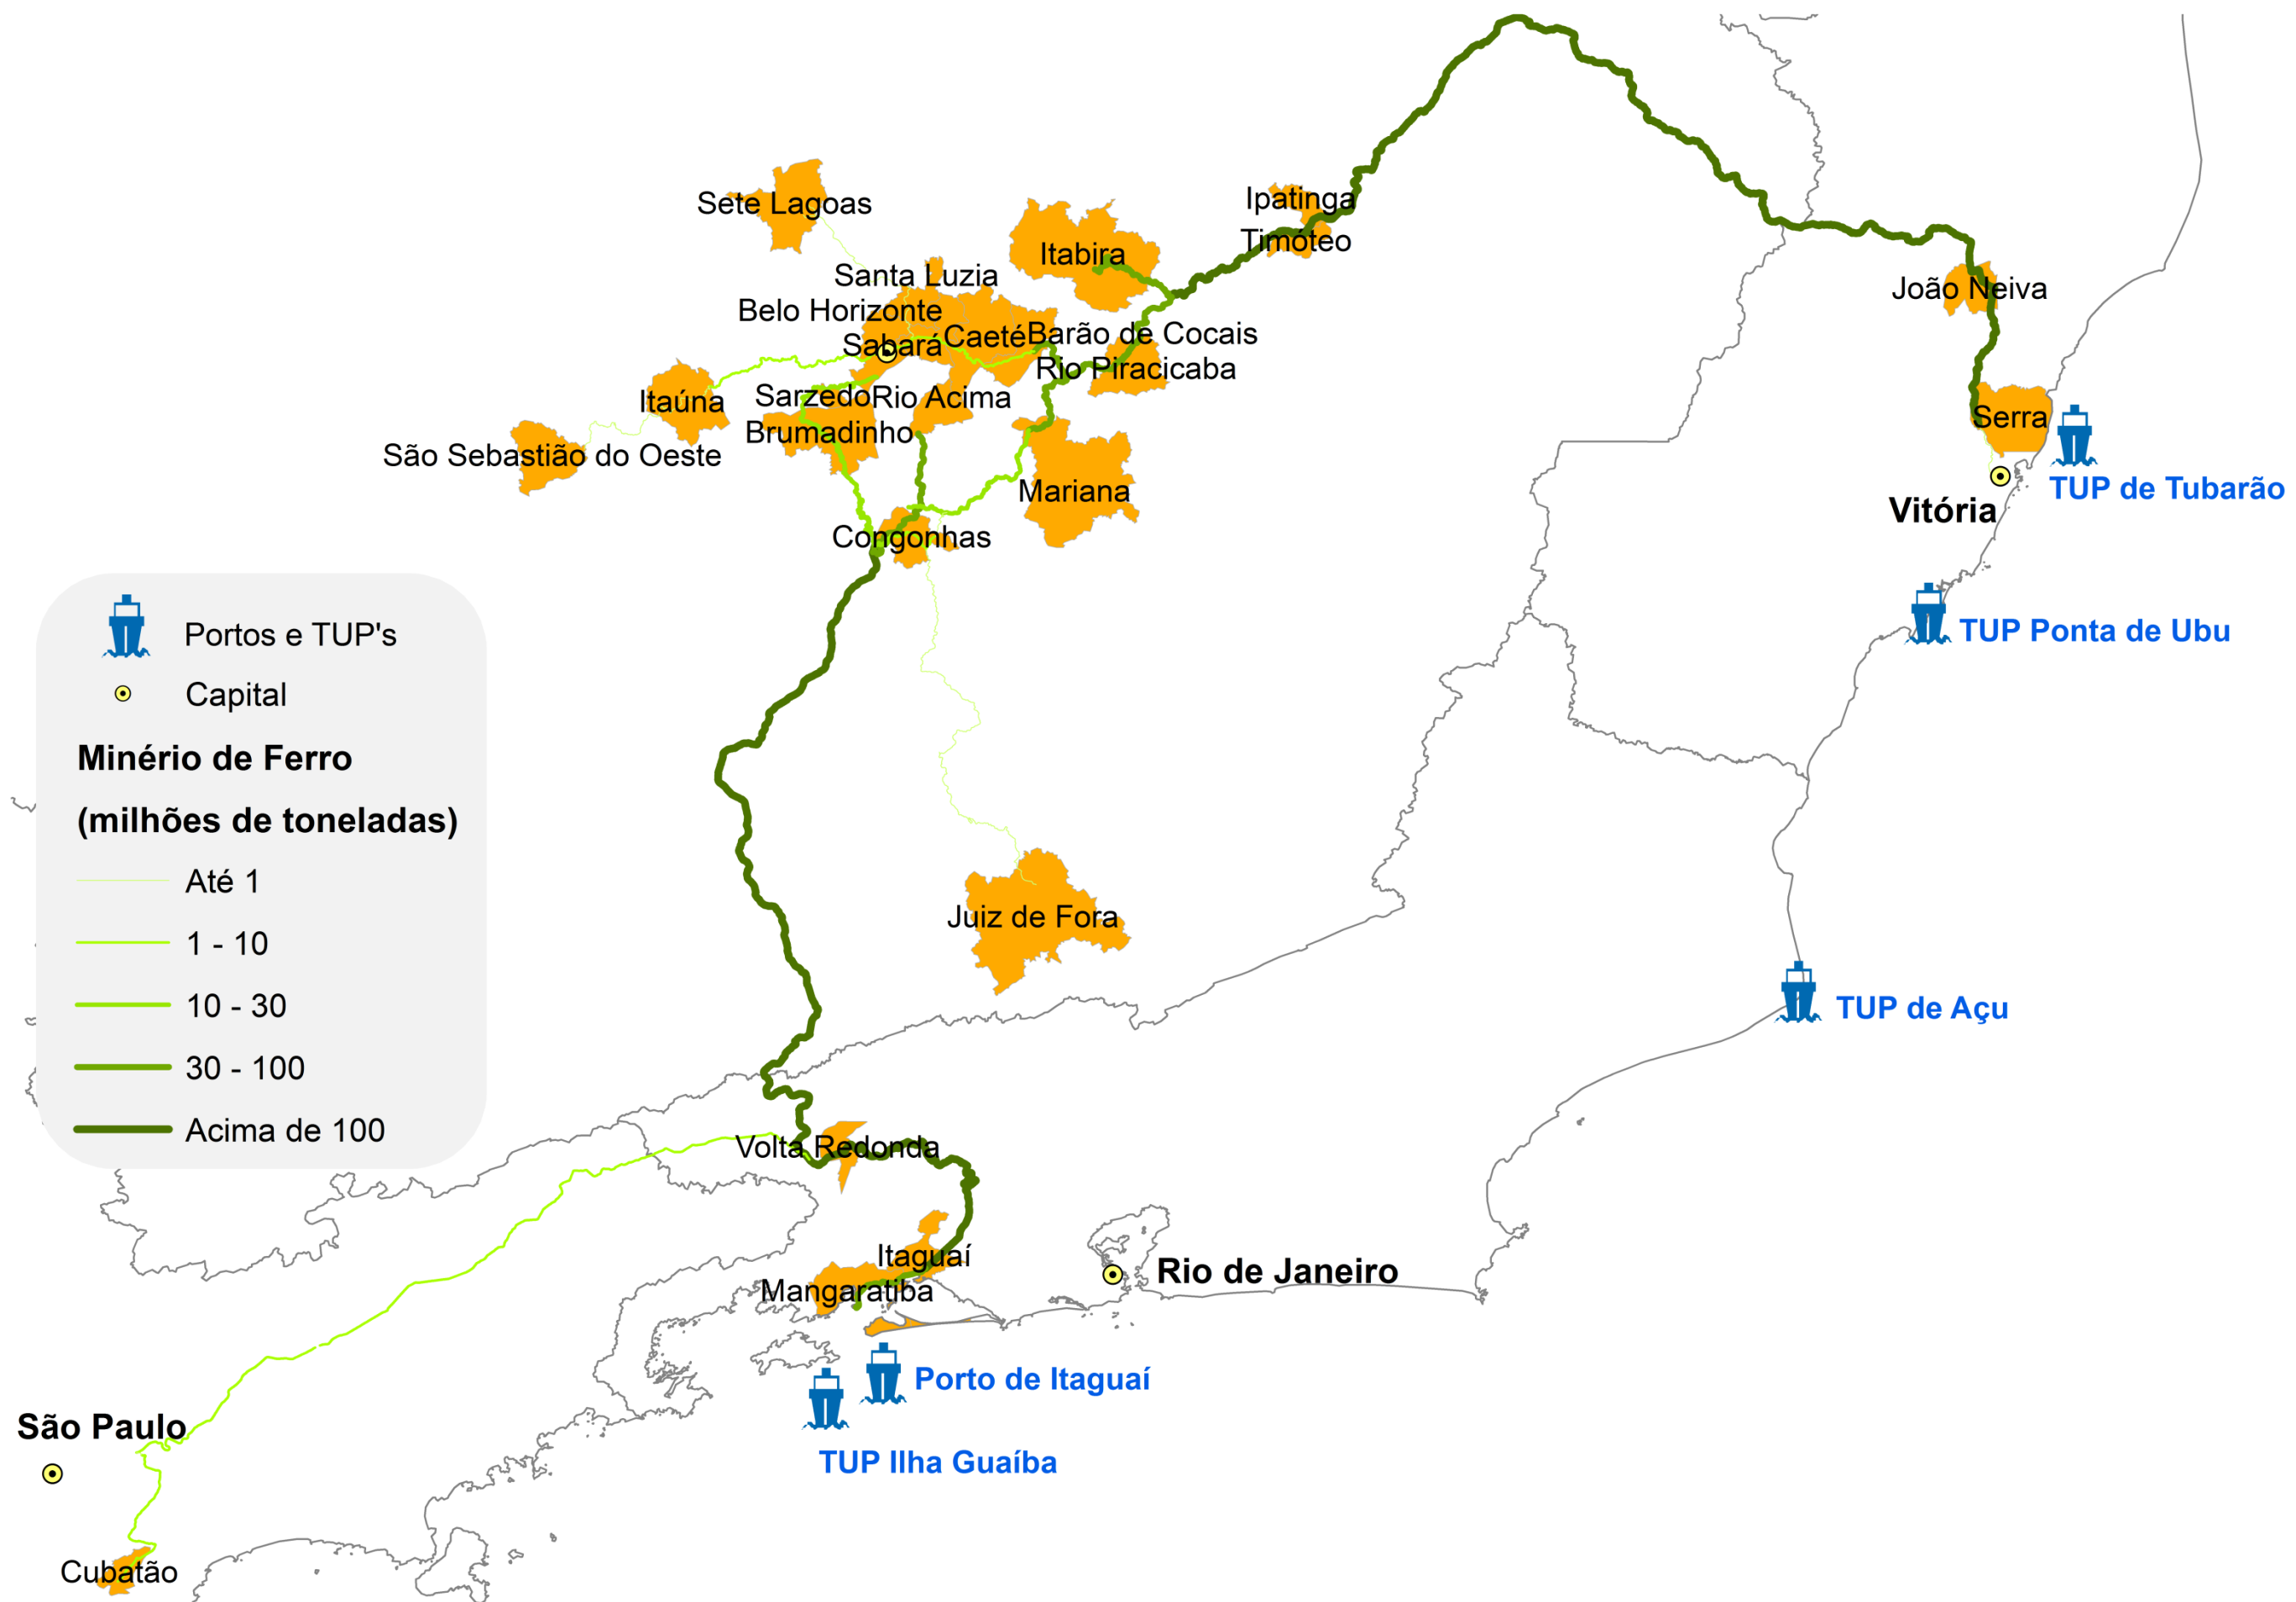 Sete Lagoas
Ipatinga
Timóteo
Itabira
Santa Luzia
João Neiva
Belo Horizonte
Sabará
Caeté
Barão de Cocais
Rio Piracicaba
Itaúna
Sarzedo
Rio Acima
Serra
Brumadinho
São Sebastião do Oeste
Mariana
TUP de Tubarão
Vitória
Congonhas
TUP Ponta de Ubu
Portos e TUP's
Capital
Minério de Ferro
(milhões de toneladas)
Até 1
1 - 10
10 - 30
30 - 100
Acima de 100
Juiz de Fora
TUP de Açu
Volta Redonda
Itaguaí
Mangaratiba
Rio de Janeiro
Porto de Itaguaí
TUP Ilha Guaíba
São Paulo
Cubatão